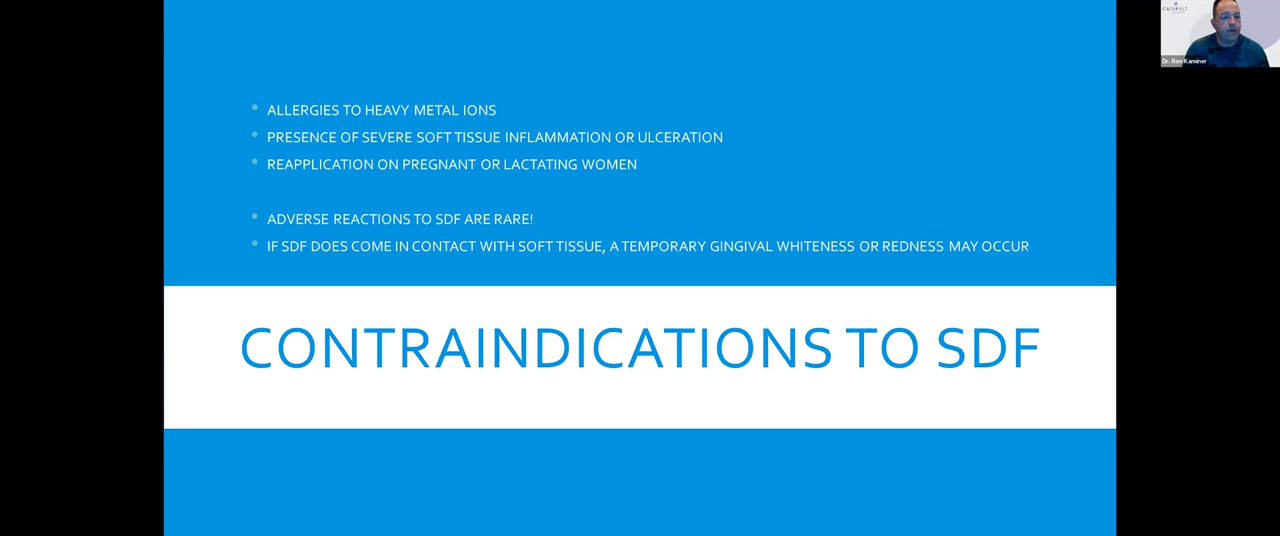 CATAPULT
Dr. Ron Kaminer
ALLERGIES TO HEAVY METAL IONS
PRESENCE OF SEVERE SOFT TISSUE INFLAMMATION OR ULCERATION
REAPPLICATION ON PREGNANT OR LACTATING WOMEN
ADVERSE REACTIONS TO SDF ARE RARE!
IF SDF DOES COME IN CONTACT WITH SOFT TISSUE, A TEMPORARY GINGIVAL WHITENESS OR REDNESS MAY OCCUR
CONTRAINDICATIONS TO SDF